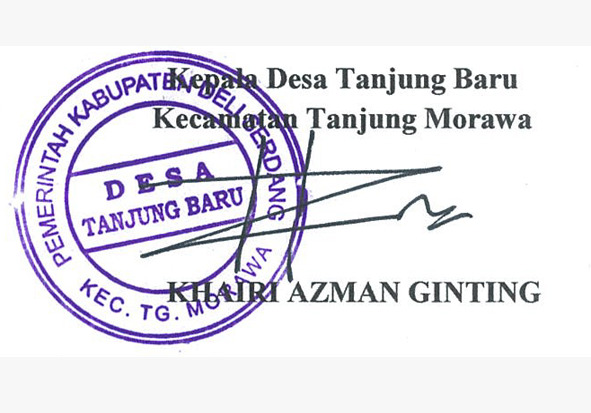 Kepala Desa Tanjung Baru
Kecamatan Tanjung Morawa
PEMERINTAH KABUPATEN DELI SERDANG
DESA
TANJUNG BARU
KEC. TG. MORAWA
KHAIRI AZMAN GINTING